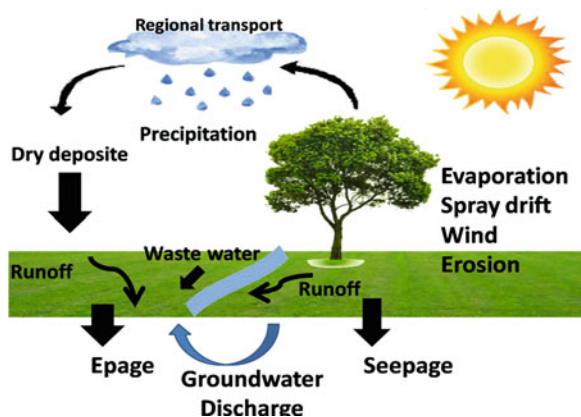 Regional transport
Precipitation
Dry deposite
Evaporation
Spray drift
Wind
Erosion
Waste water
Runoff
Runoff
Epage
Seepage
Groundwater
Discharge